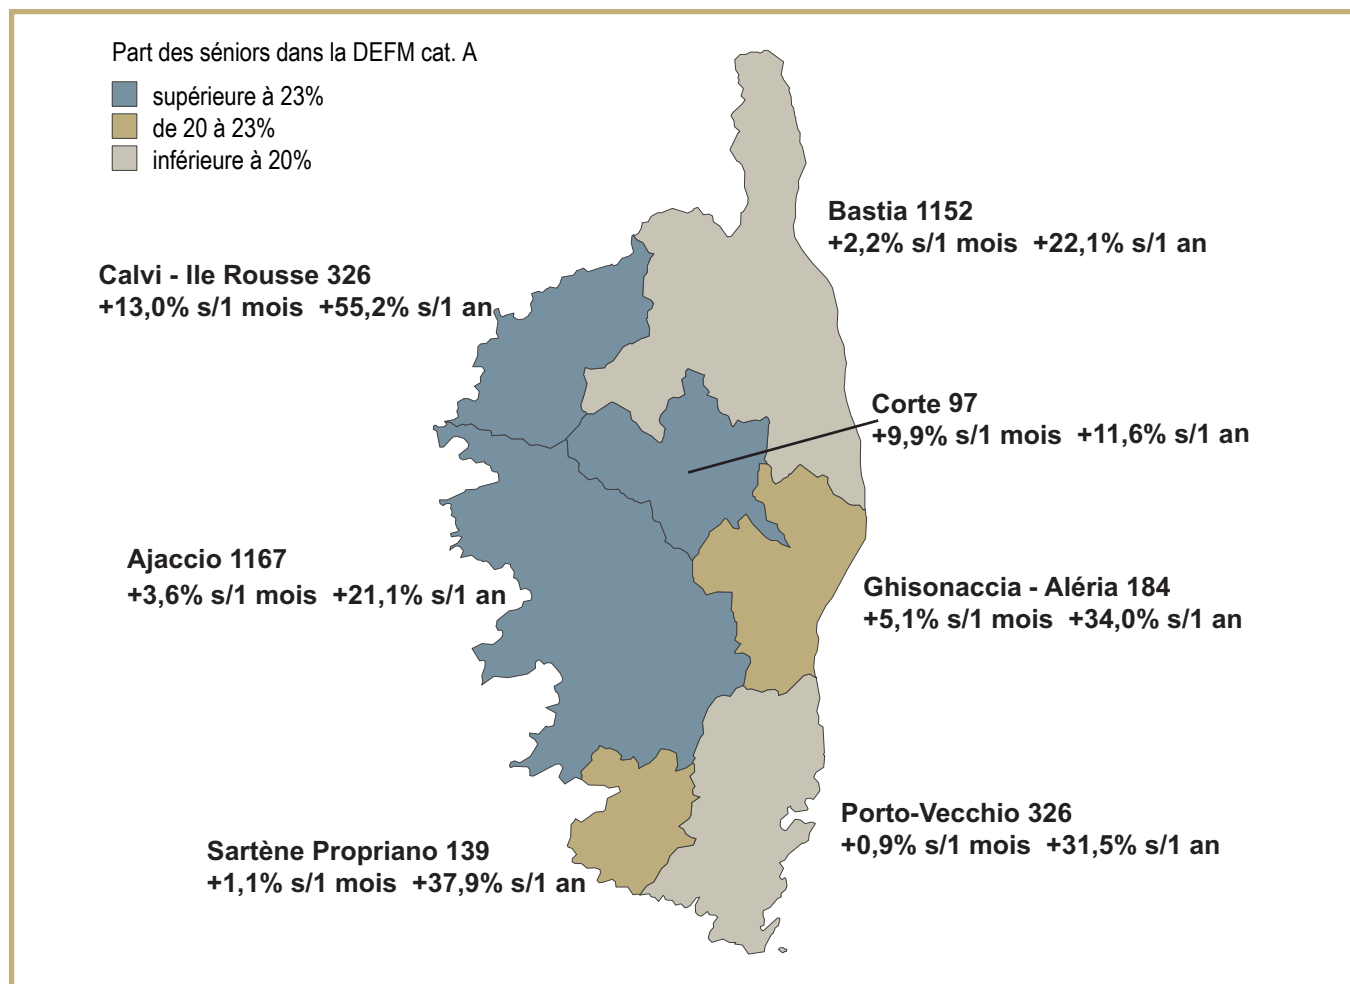 Part des séniors dans la DEFM cat. A
supérieure à 23%
de 20 à 23%
inférieure à 20%
Bastia 1152
+2,2% s/1 mois +22,1% s/1 an
Calvi - Ile Rousse 326
+13,0% s/1 mois +55,2% s/1 an
Corte 97
+9,9% s/1 mois +11,6% s/1 an
Ajaccio 1167
+3,6% s/1 mois +21,1% s/1 an
Ghisonaccia - Aléria 184
+5,1% s/1 mois +34,0% s/1 an
Porto-Vecchio 326
+0,9% s/1 mois +31,5% s/1 an
Sartène Propriano 139
+1,1% s/1 mois +37,9% s/1 an